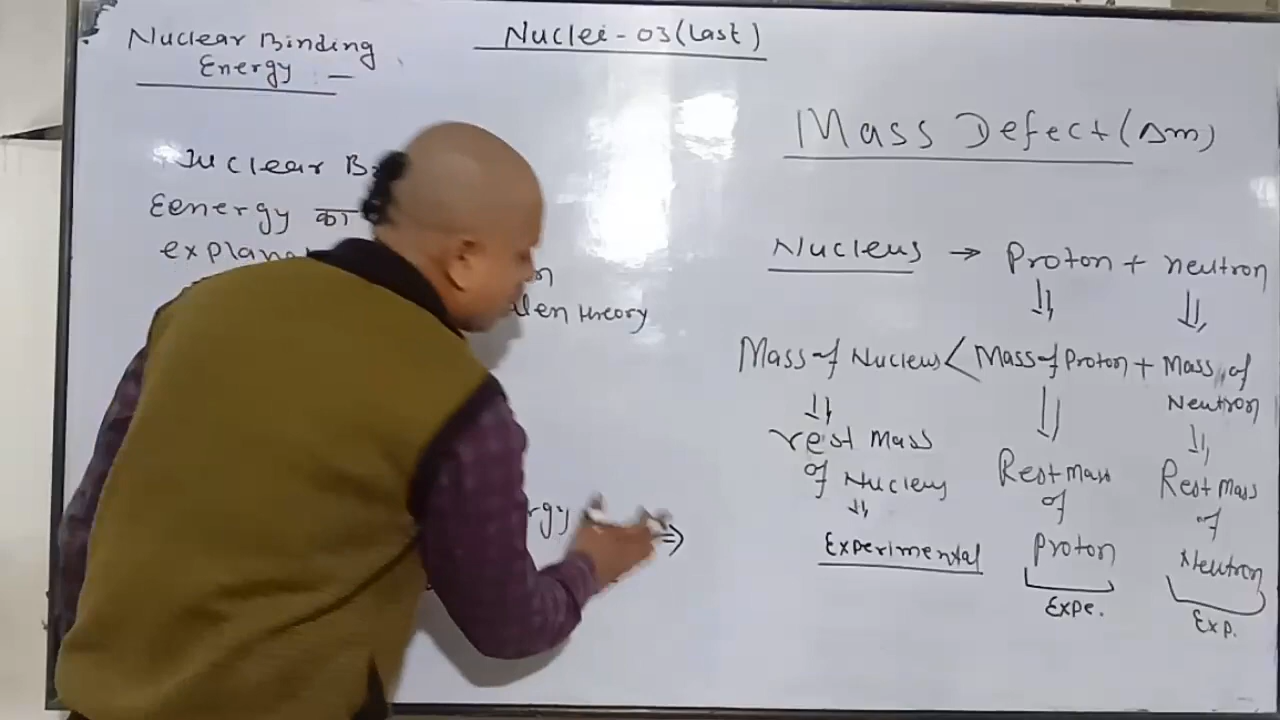 Nuclei - 03 (Last)
Nuclear Binding
Energy : —
Nuclear B
Eenergy का
explana
theory
Mass Defect (Δm)
Nucleus → Proton + neutron
⇓ ⇓
Mass of Nucleus < Mass of Proton + Mass of
Neutron
⇓ ⇓ ⇓
rest mass
of Nucleus
⇓
Experimental
Rest mass
of
Proton
Expe.
Rest mass
of
Neutron
Exp.
⇒